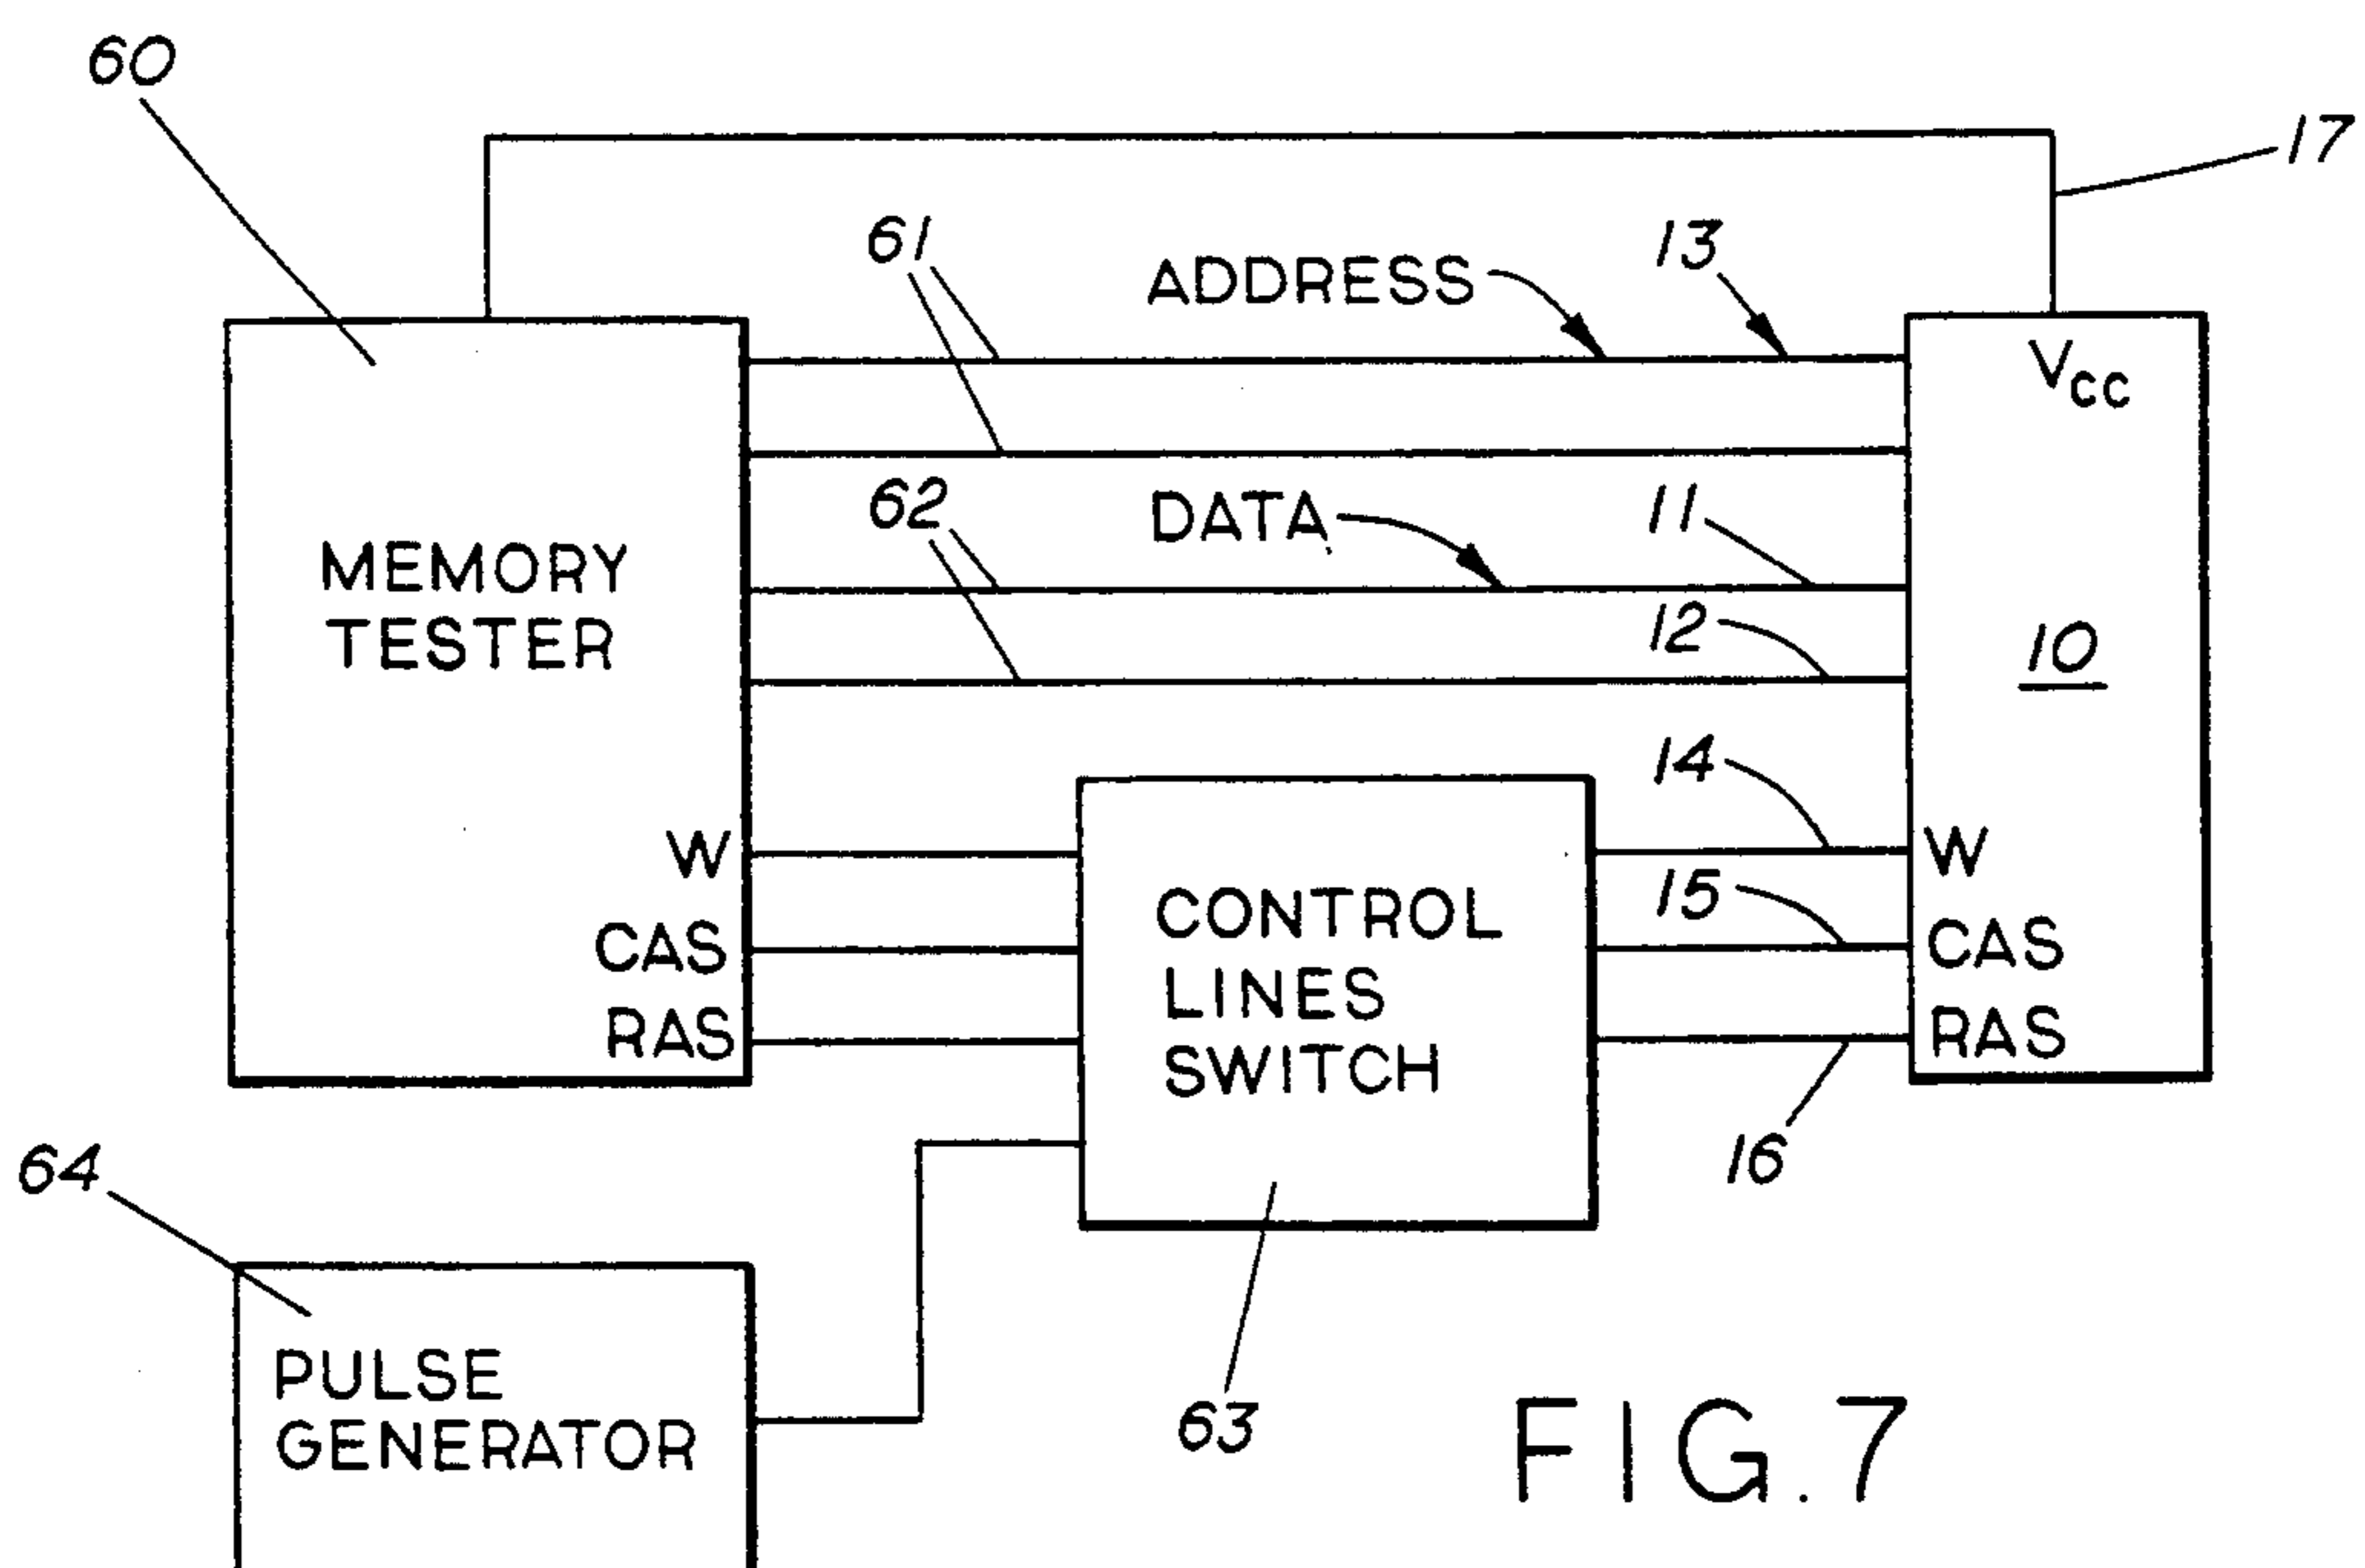 60
17
61
ADDRESS
13
Vcc
62
DATA
11
MEMORY
TESTER
12
10
14
W
W
15
CAS
CAS
CONTROL
LINES
SWITCH
RAS
RAS
16
64
PULSE
GENERATOR
63
FIG. 7